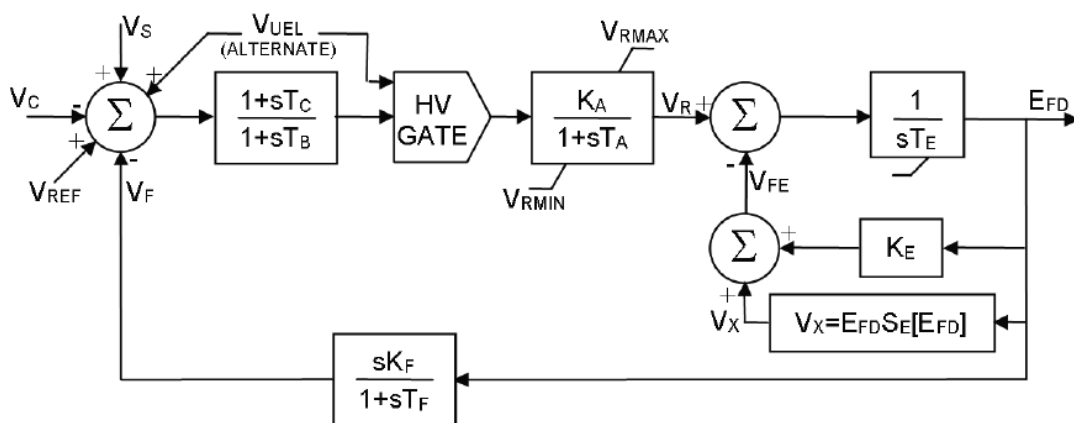 VS
VUEL
(ALTERNATE)
VC
+
+
-
+
-
Σ
VREF
VF
1+sTC
1+sTB
HV
GATE
VRMAX
KA
1+sTA
VRMIN
VR
+
-
Σ
VFE
1
sTE
EFD
Σ
+
+
KE
VX
VX=EFDSE[EFD]
sKF
1+sTF